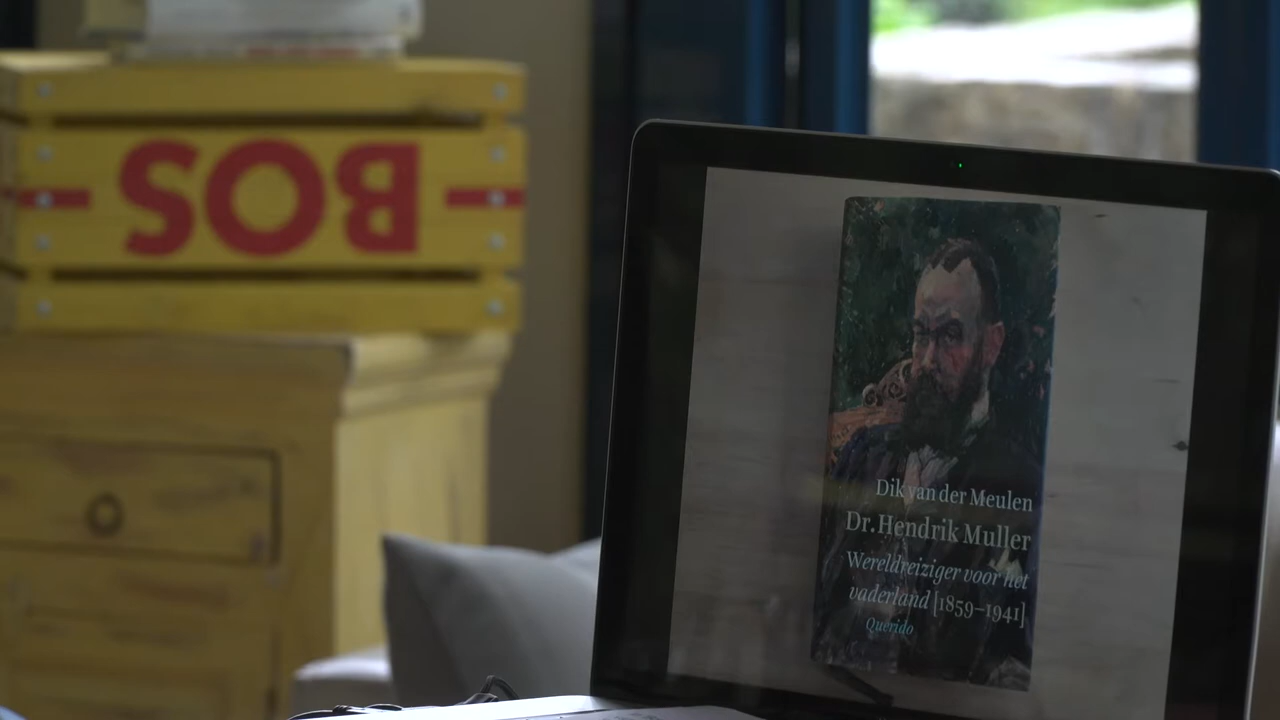 BOS
Dik van der Meulen
Dr. Hendrik Muller
Wereldreiziger voor het
vaderland [1859–1941]
Querido